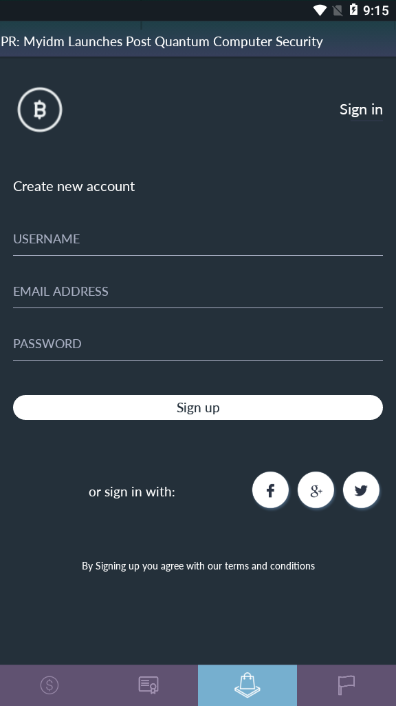 9:15
PR: Myidm Launches Post Quantum Computer Security
Sign in
Create new account
USERNAME
EMAIL ADDRESS
PASSWORD
Sign up
or sign in with:
By Signing up you agree with our terms and conditions